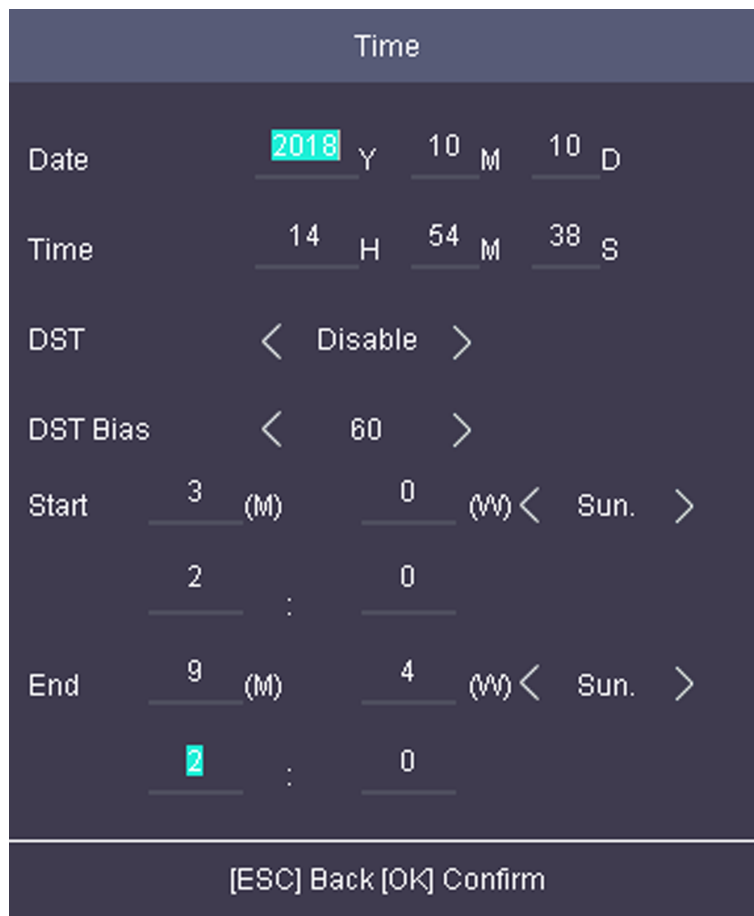 Time
Date 2018 Y 10 M 10 D
Time 14 H 54 M 38 S
DST < Disable >
DST Bias < 60 >
Start 3 (M) 0 (W) < Sun. >
2 : 0
End 9 (M) 4 (W) < Sun. >
2 : 0
[ESC] Back [OK] Confirm